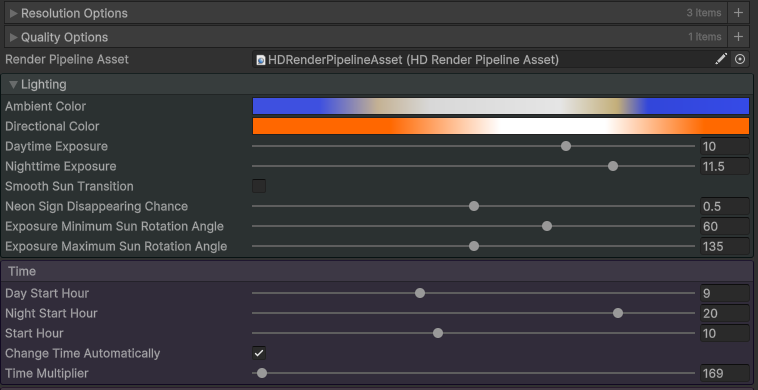 Resolution Options 3 items +
Quality Options 1 items +
Render Pipeline Asset HDRenderPipelineAsset (HD Render Pipeline Asset)
Lighting
Ambient Color
Directional Color
Daytime Exposure 10
Nighttime Exposure 11.5
Smooth Sun Transition
Neon Sign Disappearing Chance 0.5
Exposure Minimum Sun Rotation Angle 60
Exposure Maximum Sun Rotation Angle 135
Time
Day Start Hour 9
Night Start Hour 20
Start Hour 10
Change Time Automatically
Time Multiplier 169